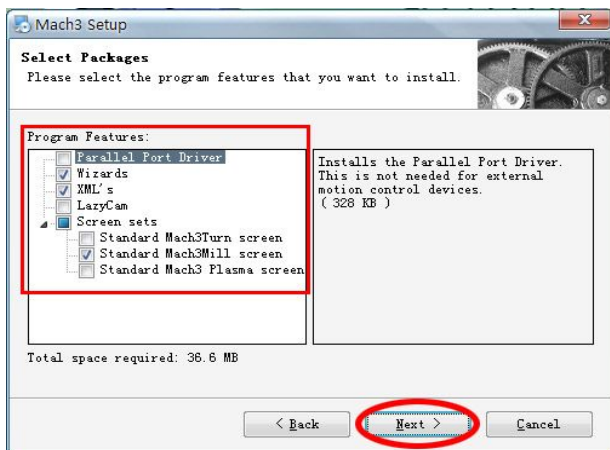 Mach3 Setup
Select Packages
Please select the program features that you want to install.
Program Features:
Parallel Port Driver
Wizards
XML's
LazyCam
Screen sets
Standard Mach3Turn screen
Standard Mach3Mill screen
Standard Mach3 Plasma screen
Installs the Parallel Port Driver.
This is not needed for external
motion control devices.
( 328 KB )
Total space required: 36.6 MB
< Back
Next >
Cancel